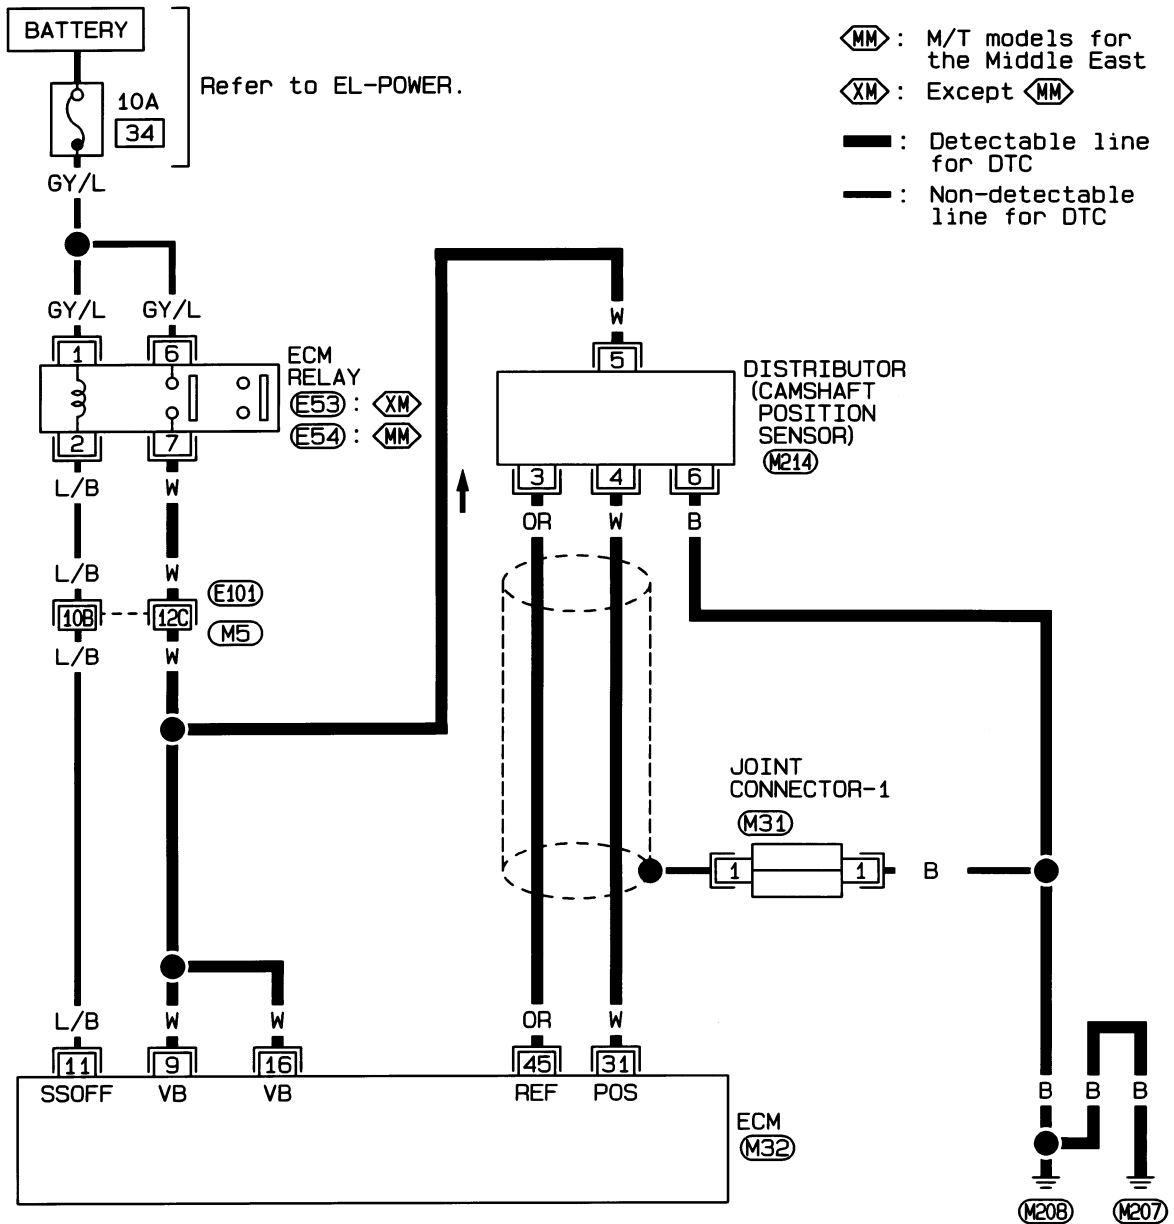 BATTERY
10A
34
Refer to EL-POWER.
MM : M/T models for
the Middle East
XM : Except MM
: Detectable line
for DTC
: Non-detectable
line for DTC
GY/L
GY/L GY/L
W
1 6
ECM
RELAY
E53 : XM
E54 : MM
2 7
5
DISTRIBUTOR
(CAMSHAFT
POSITION
SENSOR)
M214
3 4 6
L/B W
OR W B
L/B W
E101
10B 12C
M5
L/B W
JOINT
CONNECTOR-1
M31
1 1 B
L/B W W OR W
11 9 16 45 31
SSOFF VB VB REF POS
B B B
ECM
M32
M208 M207